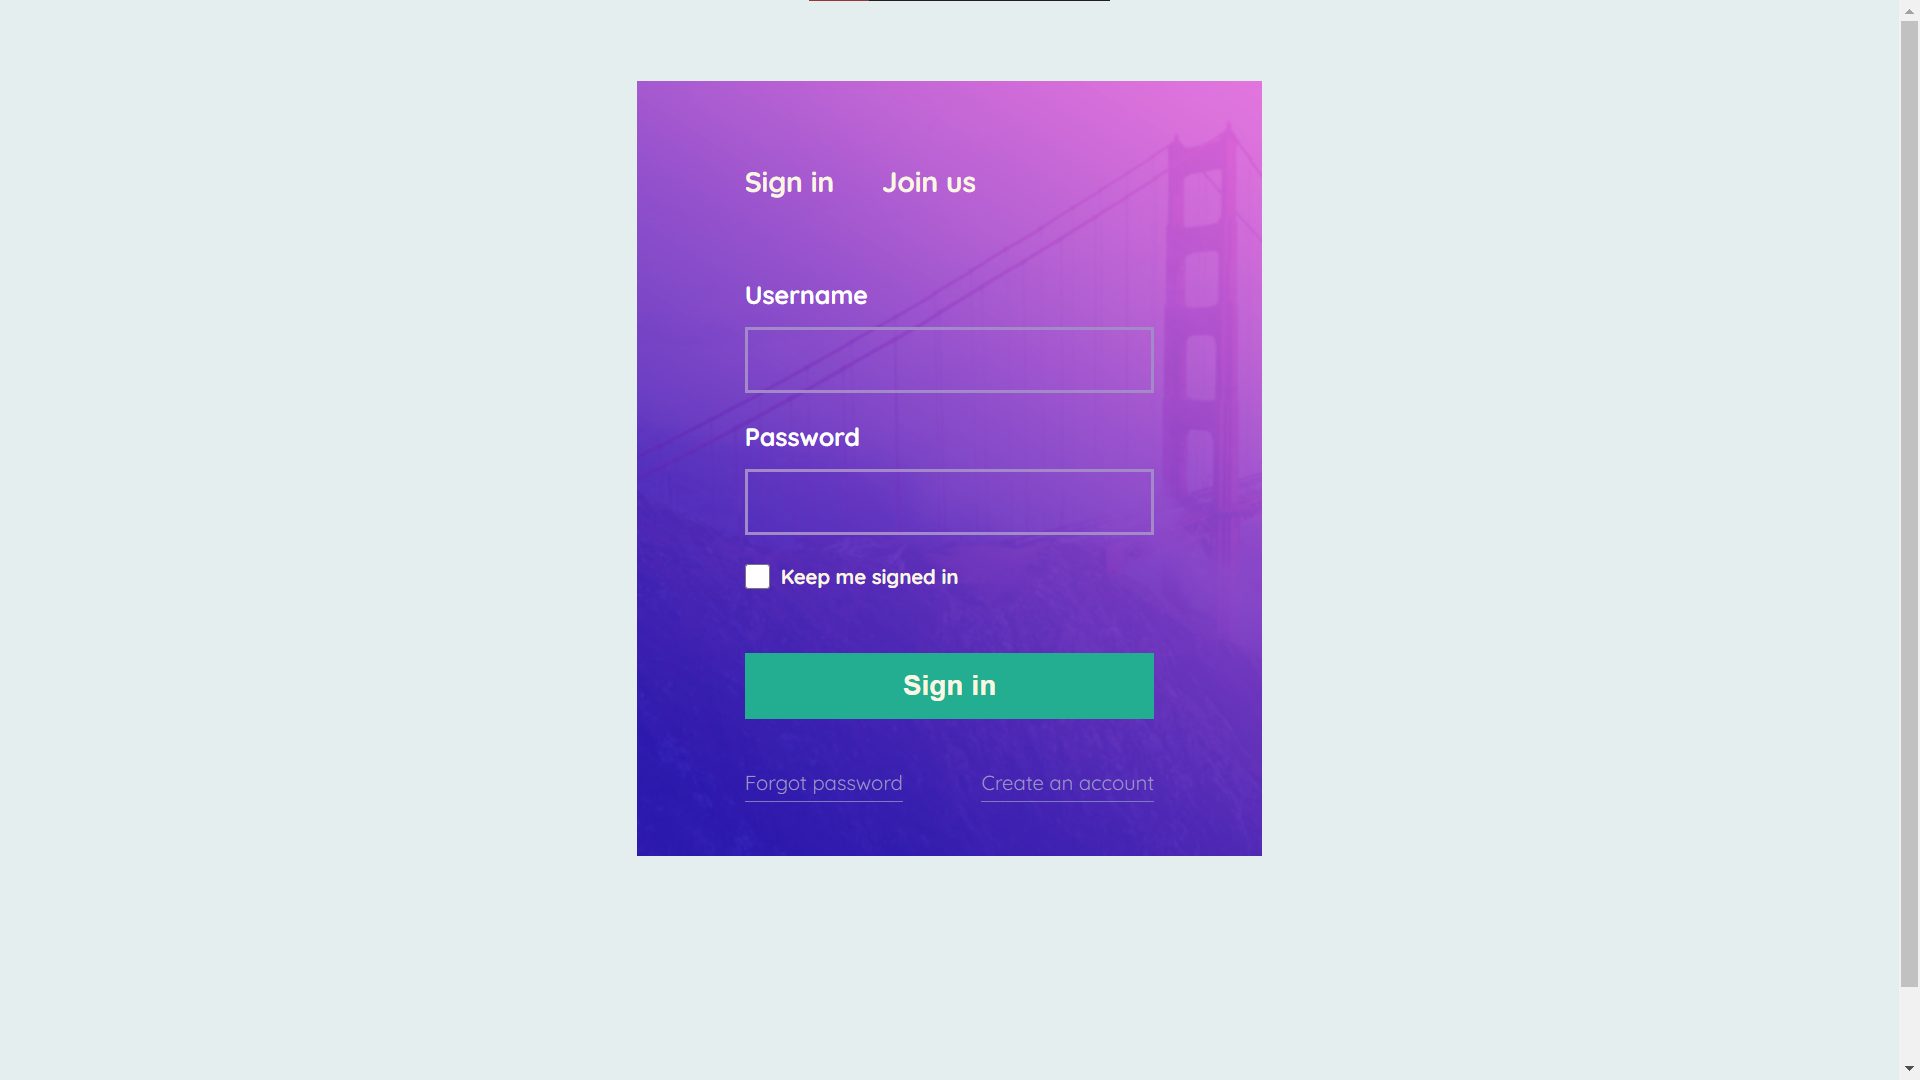 Sign in Join us
Username
Password
Keep me signed in
Sign in
Forgot password Create an account